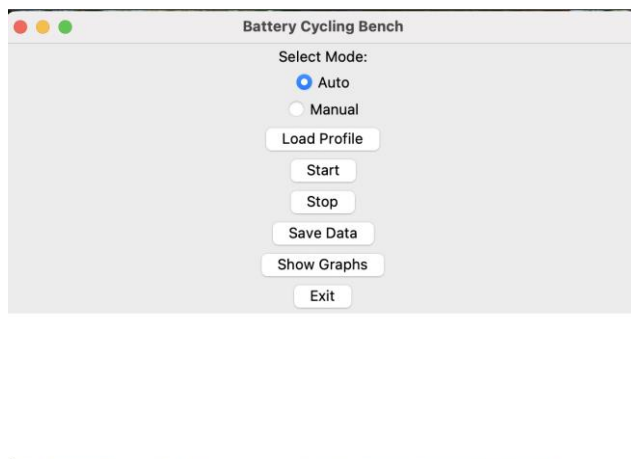 Battery Cycling Bench
Select Mode:
Auto
Manual
Load Profile
Start
Stop
Save Data
Show Graphs
Exit